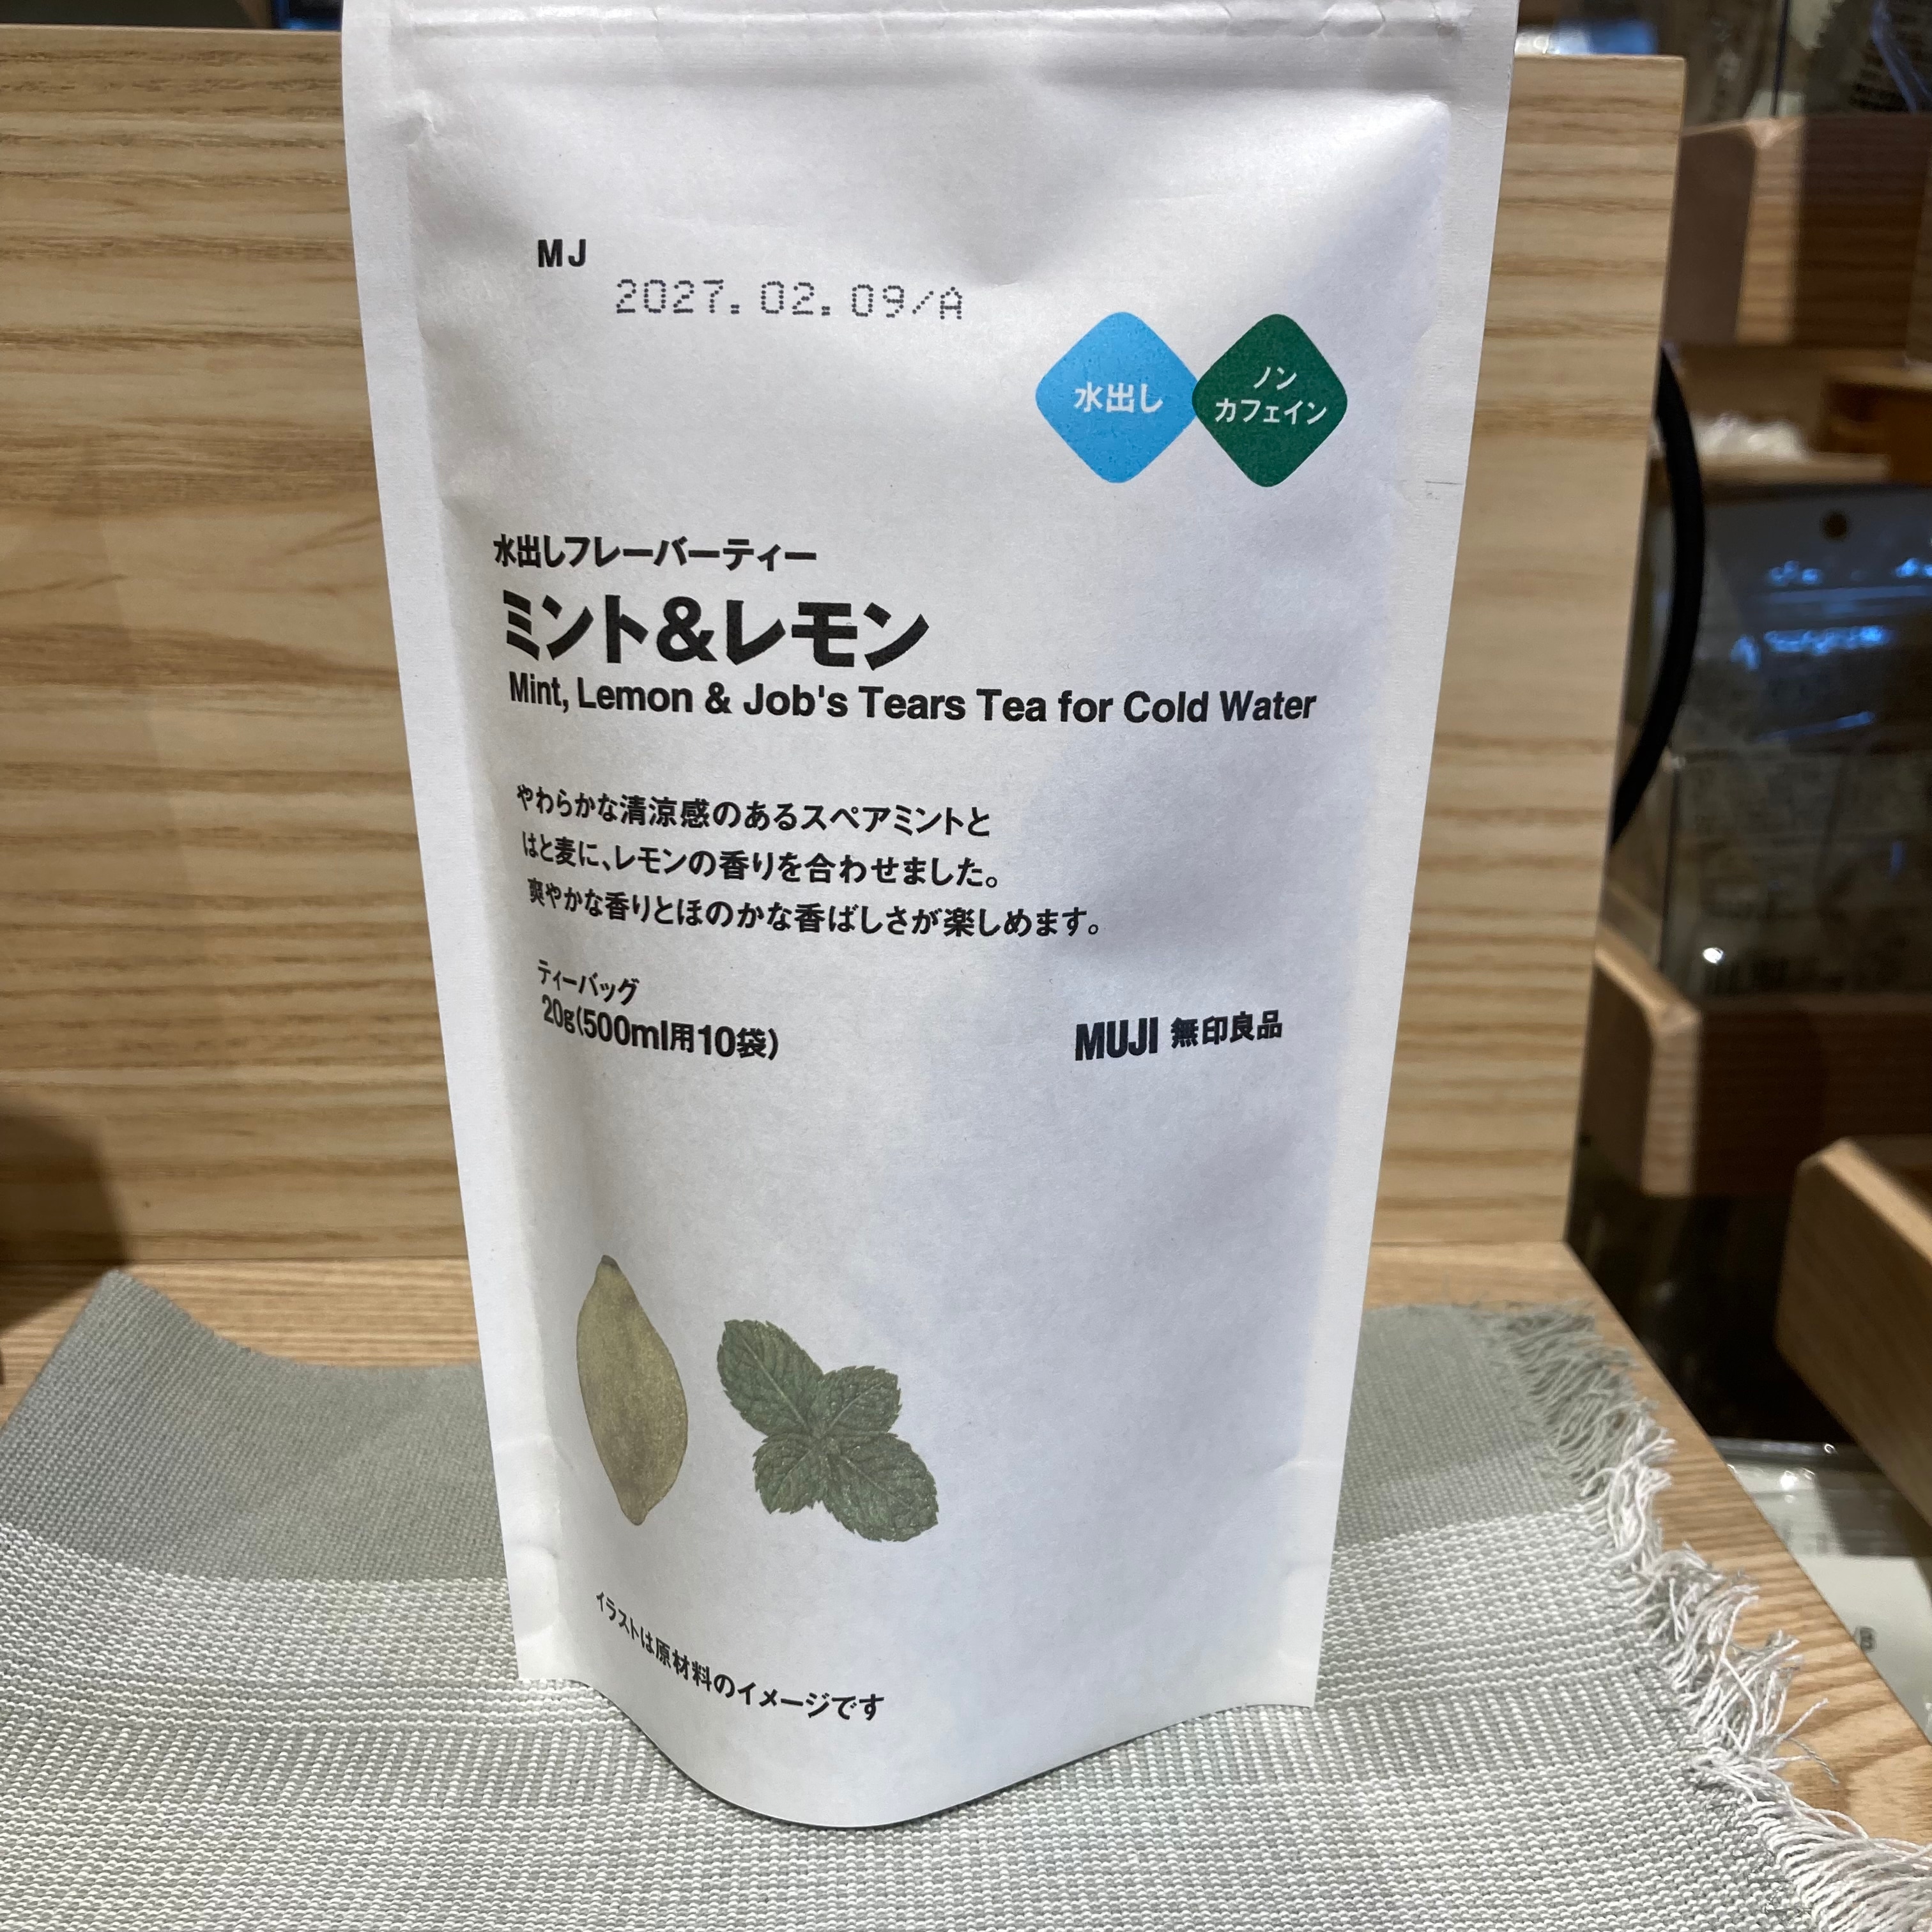 MJ
2027.02.09/A
水出し
ノン
カフェイン
水出しフレーバーティー
ミント&レモン
Mint, Lemon & Job's Tears Tea for Cold Water
やわらかな清涼感のあるスペアミントと
はと麦に、レモンの香りを合わせました。
爽やかな香りとほのかな香ばしさが楽しめます。
ティーバッグ
20g(500ml用10袋)
MUJI 無印良品
イラストは原材料のイメージです